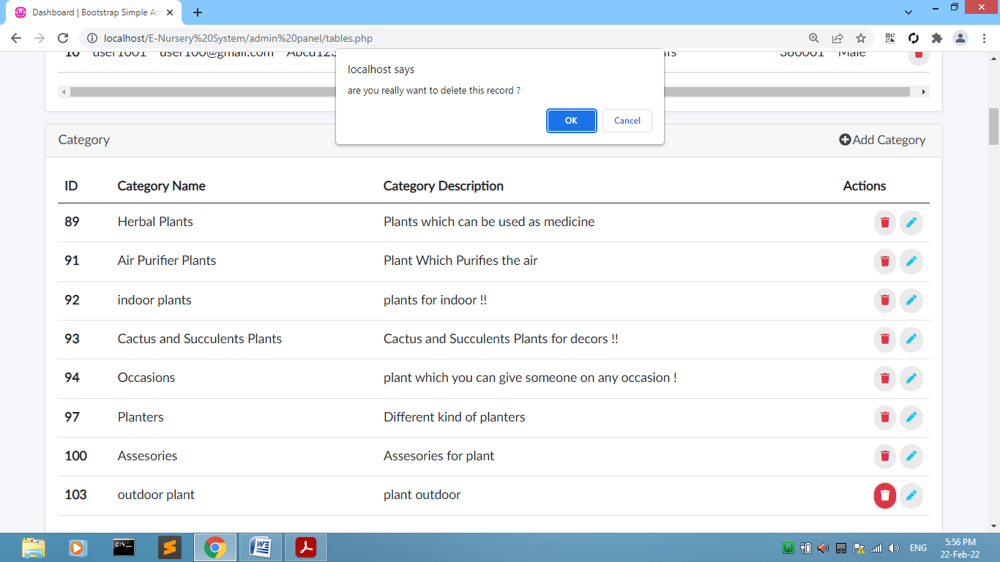 Dashboard | Bootstrap Simple Ad
localhost/E-Nursery%20System/admin%20panel/tables.php
10 user1001 user100@gmail.com Abcd123 380001 Male
localhost says
are you really want to delete this record ?
OK Cancel
Category Add Category
ID Category Name Category Description Actions
89 Herbal Plants Plants which can be used as medicine
91 Air Purifier Plants Plant Which Purifies the air
92 indoor plants plants for indoor !!
93 Cactus and Succulents Plants Cactus and Succulents Plants for decors !!
94 Occasions plant which you can give someone on any occasion !
97 Planters Different kind of planters
100 Assesories Assesories for plant
103 outdoor plant plant outdoor
ENG
5:56 PM
22-Feb-22